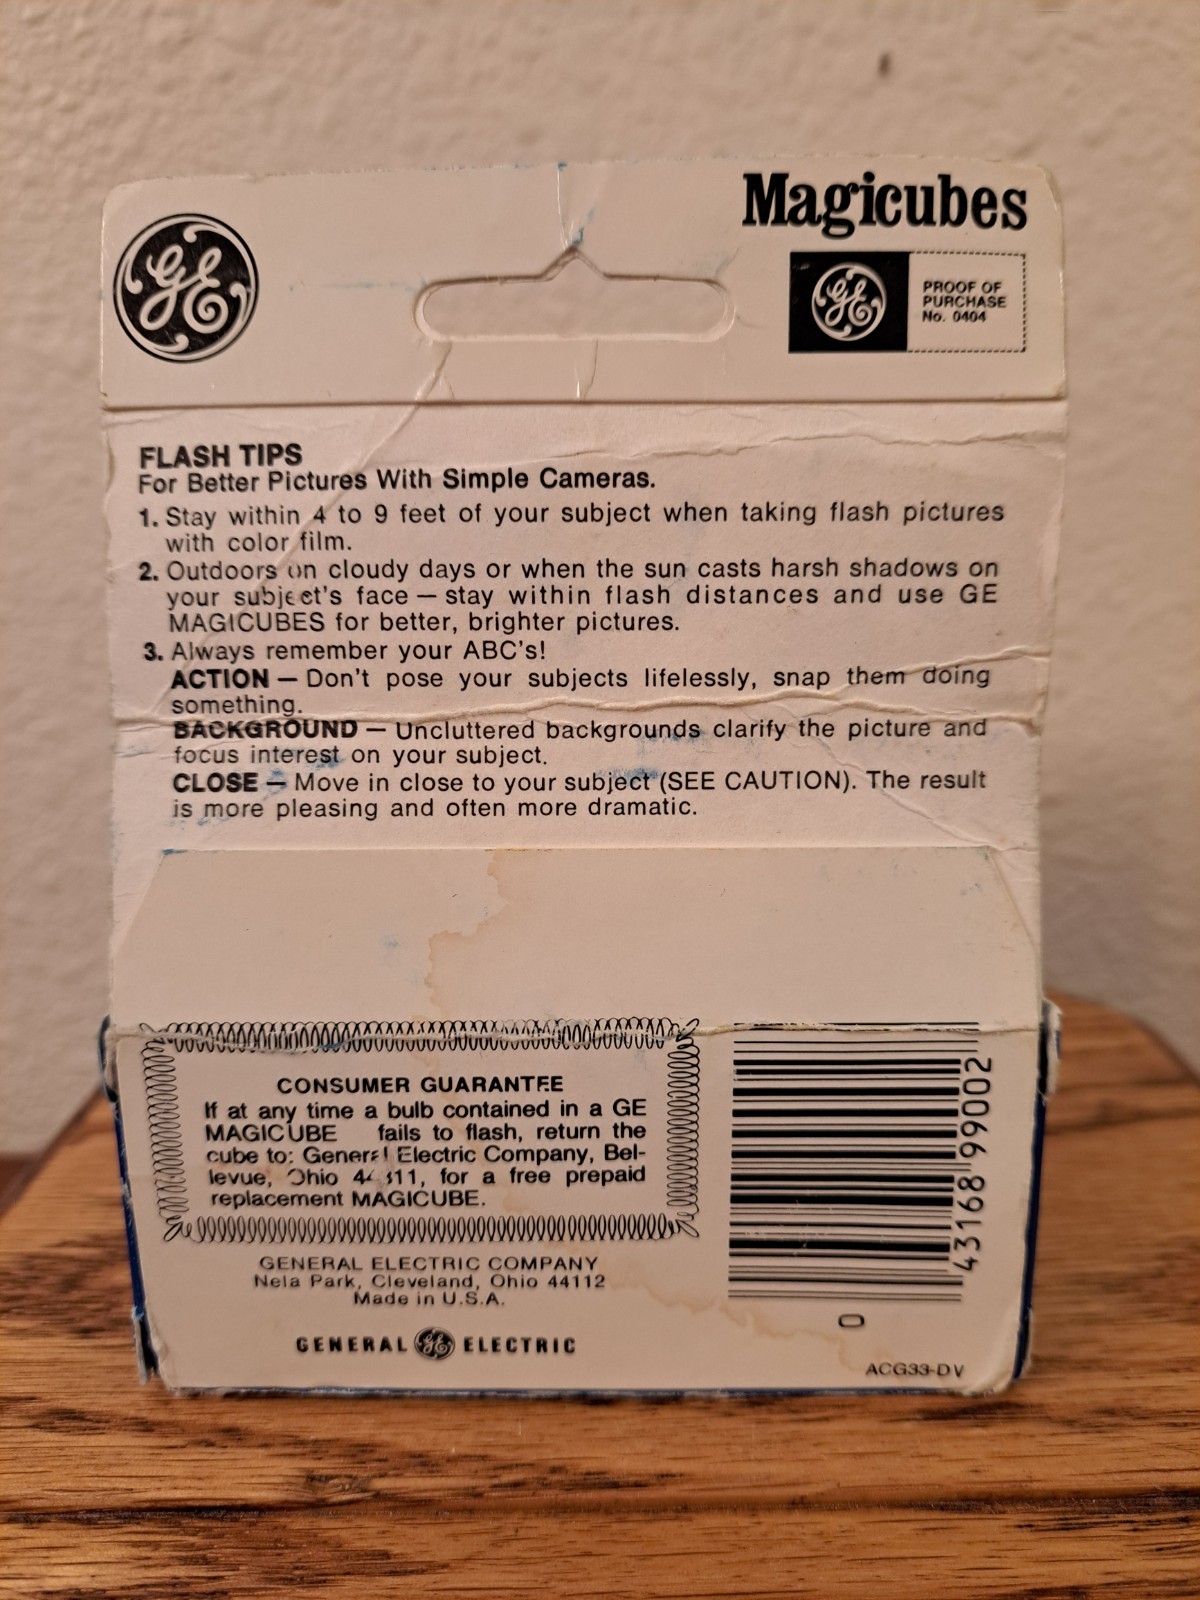 Magicubes
GE
GE
PROOF OF
PURCHASE
No. 0404
FLASH TIPS
For Better Pictures With Simple Cameras.
1. Stay within 4 to 9 feet of your subject when taking flash pictures
with color film.
2. Outdoors on cloudy days or when the sun casts harsh shadows on
your subject's face — stay within flash distances and use GE
MAGICUBES for better, brighter pictures.
3. Always remember your ABC's!
ACTION — Don't pose your subjects lifelessly, snap them doing
something.
BACKGROUND — Uncluttered backgrounds clarify the picture and
focus interest on your subject.
CLOSE — Move in close to your subject (SEE CAUTION). The result
is more pleasing and often more dramatic.
CONSUMER GUARANTEE
If at any time a bulb contained in a GE
MAGICUBE fails to flash, return the
cube to: General Electric Company, Bel-
levue, Ohio 44811, for a free prepaid
replacement MAGICUBE.
GENERAL ELECTRIC COMPANY
Nela Park, Cleveland, Ohio 44112
Made in U.S.A.
GENERAL GE ELECTRIC
43168 99002
0
ACG33-DV